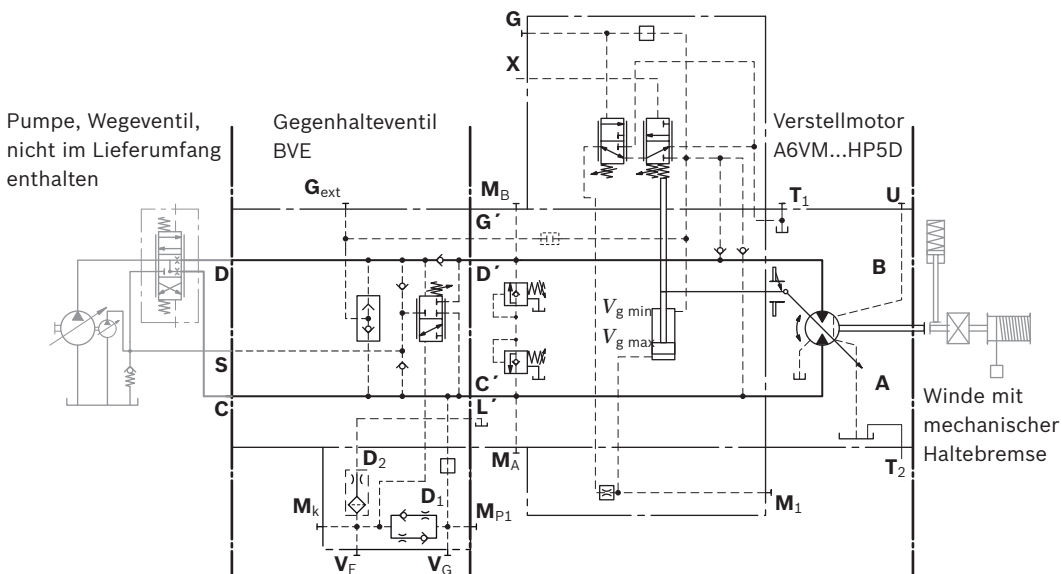 G
X
Pumpe, Wegeventil,
nicht im Lieferumfang
enthalten
Gegenhalteventil
BVE
Verstellmotor
A6VM...HP5D
Gext
MB
T1
U
G´
D
D´
B
Vg min
Vg max
S
C´
A
C
L´
Winde mit
mechanischer
Haltebremse
D2
MA
T2
D1
Mk
MP1
M1
VF
VG